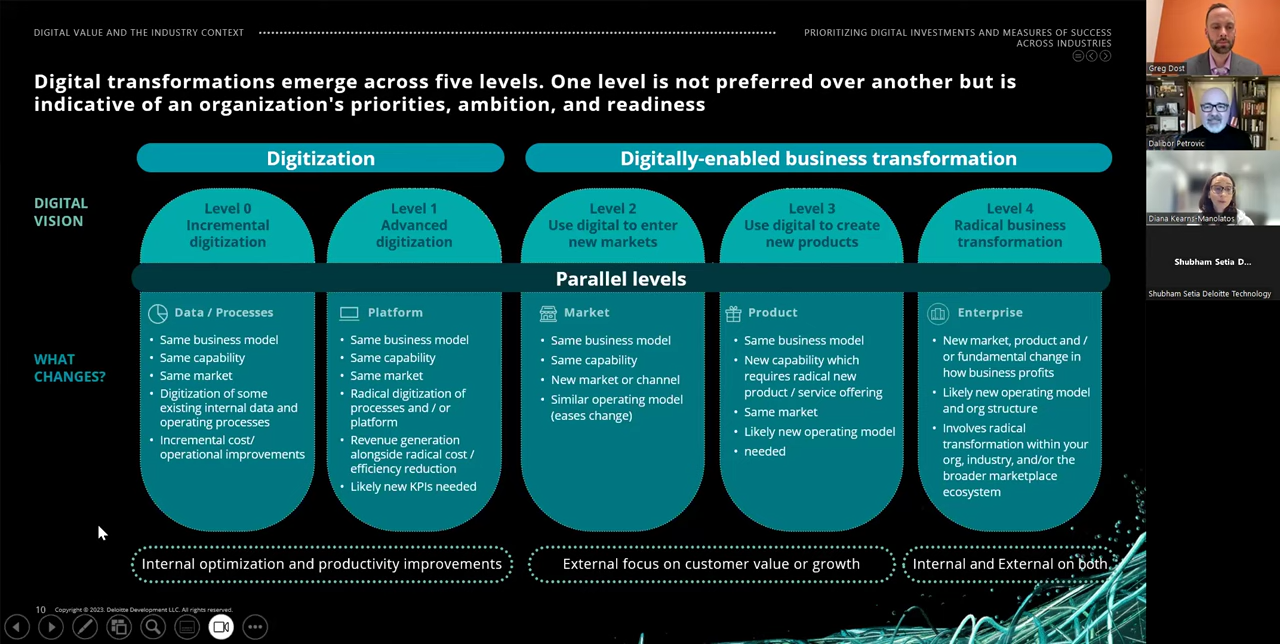 DIGITAL VALUE AND THE INDUSTRY CONTEXT
PRIORITIZING DIGITAL INVESTMENTS AND MEASURES OF SUCCESS
ACROSS INDUSTRIES
Digital transformations emerge across five levels. One level is not preferred over another but is
indicative of an organization's priorities, ambition, and readiness
Digitization
Digitally-enabled business transformation
DIGITAL
VISION
Level 0
Incremental
digitization
Level 1
Advanced
digitization
Level 2
Use digital to enter
new markets
Level 3
Use digital to create
new products
Level 4
Radical business
transformation
Parallel levels
WHAT
CHANGES?
Data / Processes
• Same business model
• Same capability
• Same market
• Digitization of some
existing internal data and
operating processes
• Incremental cost/
operational improvements
Platform
• Same business model
• Same capability
• Same market
• Radical digitization of
processes and / or
platform
• Revenue generation
alongside radical cost /
efficiency reduction
• Likely new KPIs needed
Market
• Same business model
• Same capability
• New market or channel
• Similar operating model
(eases change)
Product
• Same business model
• New capability which
requires radical new
product / service offering
• Same market
• Likely new operating model
• needed
Enterprise
• New market, product and /
or fundamental change in
how business profits
• Likely new operating model
and org structure
• Involves radical
transformation within your
org, industry, and/or the
broader marketplace
ecosystem
Internal optimization and productivity improvements
External focus on customer value or growth
Internal and External on both.
10 Copyright © 2023. Deloitte Development LLC. All rights reserved.
Greg Dost
Dalibor Petrovic
Diana Kearns-Manolatos
Shubham Setia D...
Shubham Setia Deloitte Technology